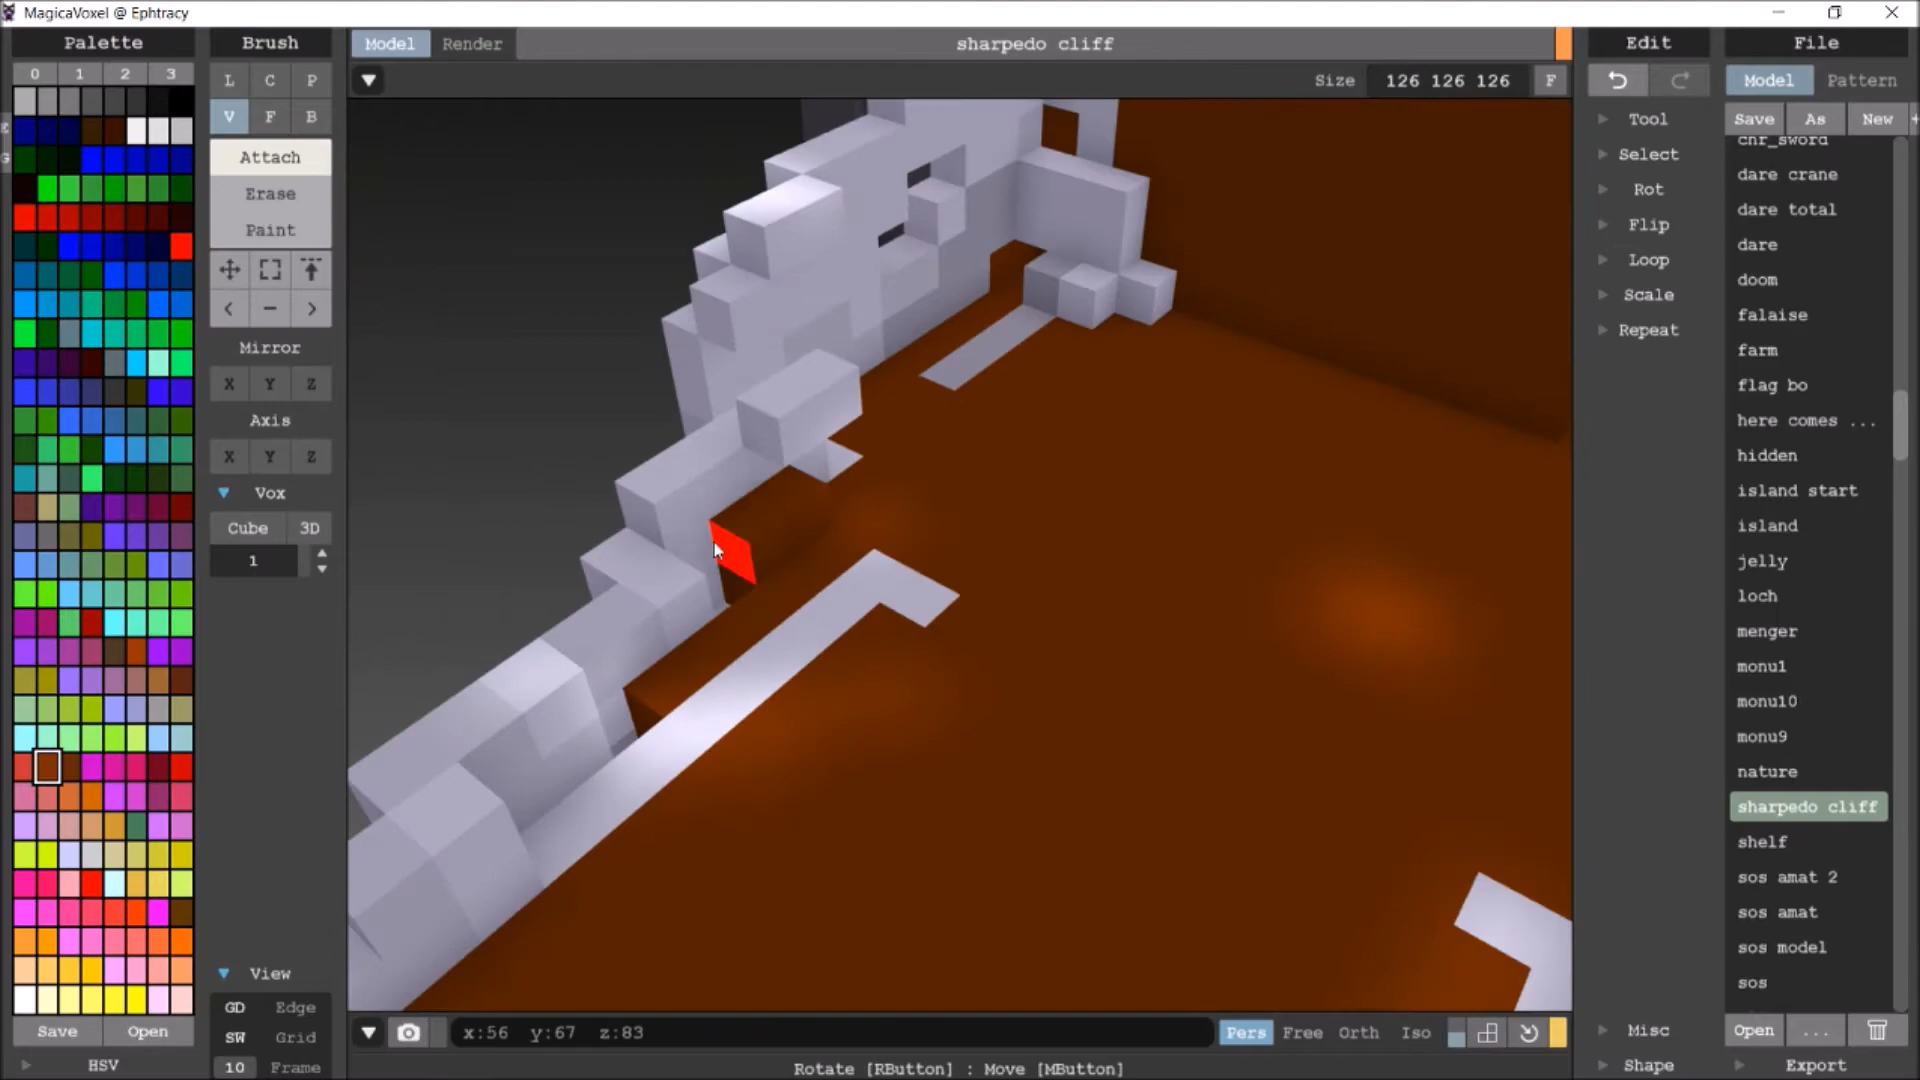 MagicaVoxel @ Ephtracy
Palette
0 1 2 3
Save Open
HSV
Brush
L C P
V F B
Attach
Erase
Paint
< - >
Mirror
X Y Z
Axis
X Y Z
Vox
Cube 3D
1
View
GD Edge
SW Grid
10 Frame
Model Render
sharpedo cliff
Size 126 126 126 F
x:56 y:67 z:83
Pers Free Orth Iso
Rotate [RButton] : Move [MButton]
Edit
Tool
Select
Rot
Flip
Loop
Scale
Repeat
Misc
Shape
File
Model Pattern
Save As New +
chr_sword
dare crane
dare total
dare
doom
falaise
farm
flag bo
here comes ...
hidden
island start
island
jelly
loch
menger
monu1
monu10
monu9
nature
sharpedo cliff
shelf
sos amat 2
sos amat
sos model
sos
Open ...
Export
E
G